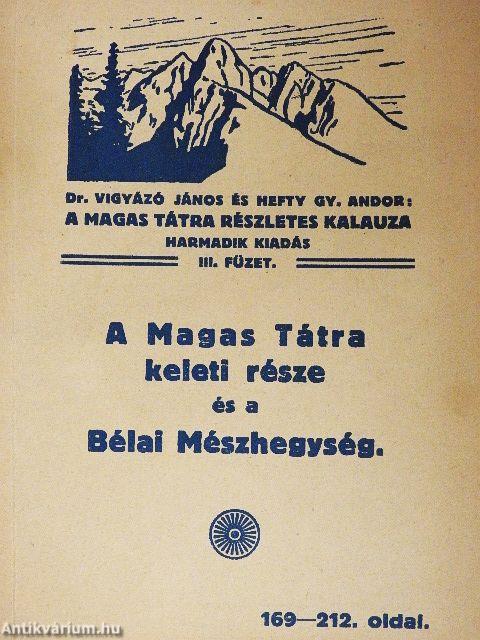 Dr. VIGYÁZÓ JÁNOS ÉS HEFTY GY. ANDOR:
A MAGAS TÁTRA RÉSZLETES KALAUZA
HARMADIK KIADÁS
III. FÜZET.
A Magas Tátra
keleti része
és a
Bélai Mészhegység.
169—212. oldal.
Antikvárium.hu